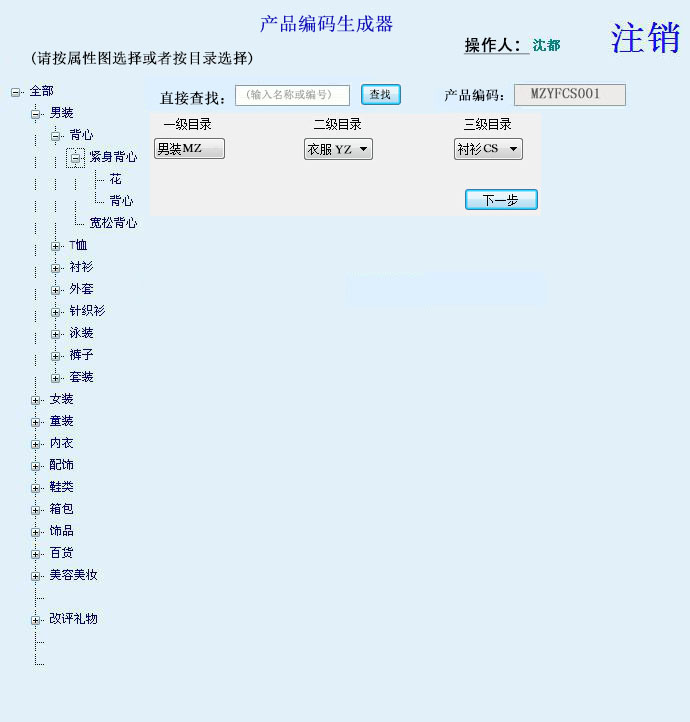 产品编码生成器
操作人： 沈都
注销
(请按属性图选择或者按目录选择)
直接查找： (输入名称或编号) 查找 产品编码： MZYFCS001
一级目录 二级目录 三级目录
男装MZ 衣服 YZ 衬衫 CS
下一步
全部
男装
背心
紧身背心
花
背心
宽松背心
T恤
衬衫
外套
针织衫
泳装
裤子
套装
女装
童装
内衣
配饰
鞋类
箱包
饰品
百货
美容美妆
改评礼物